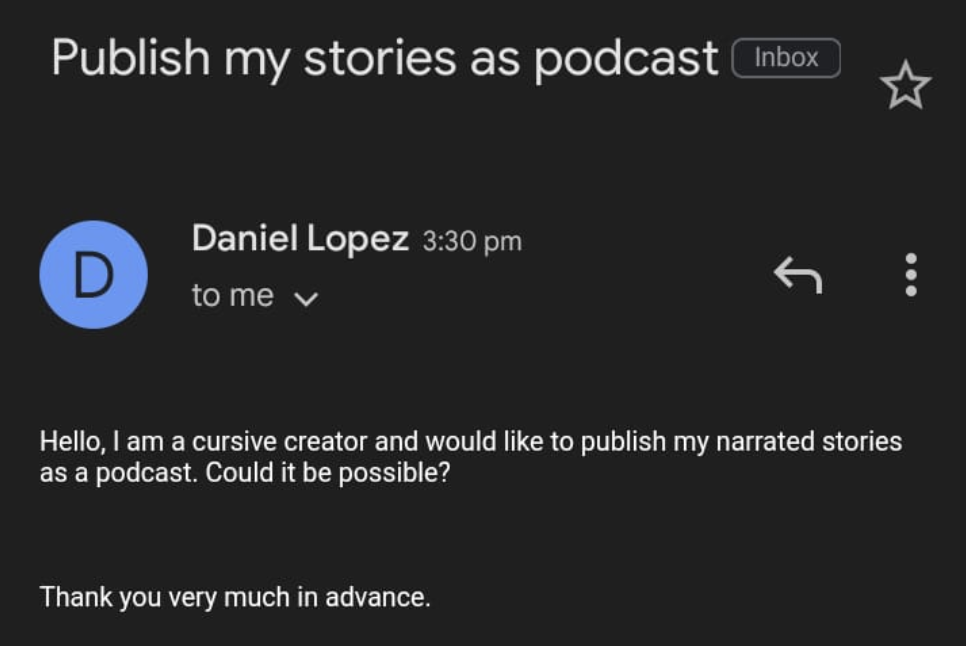 Publish my stories as podcast Inbox
D
Daniel Lopez 3:30 pm
to me
Hello, I am a cursive creator and would like to publish my narrated stories
as a podcast. Could it be possible?
Thank you very much in advance.